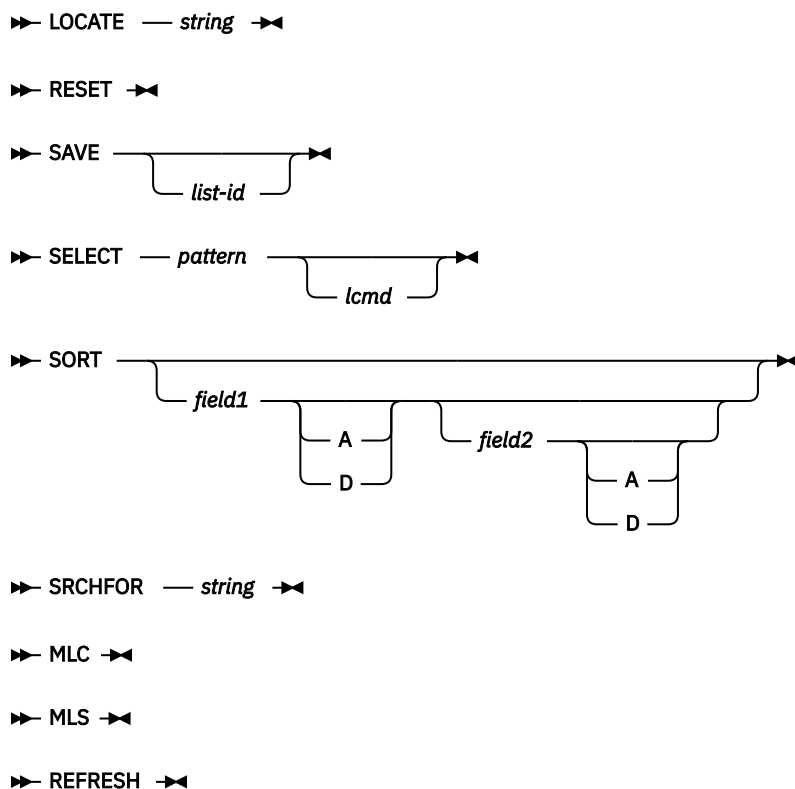 LOCATE string
RESET
SAVE
list-id
SELECT pattern
lcmd
SORT
field1
A
field2
D
A
D
SRCHFOR string
MLC
MLS
REFRESH